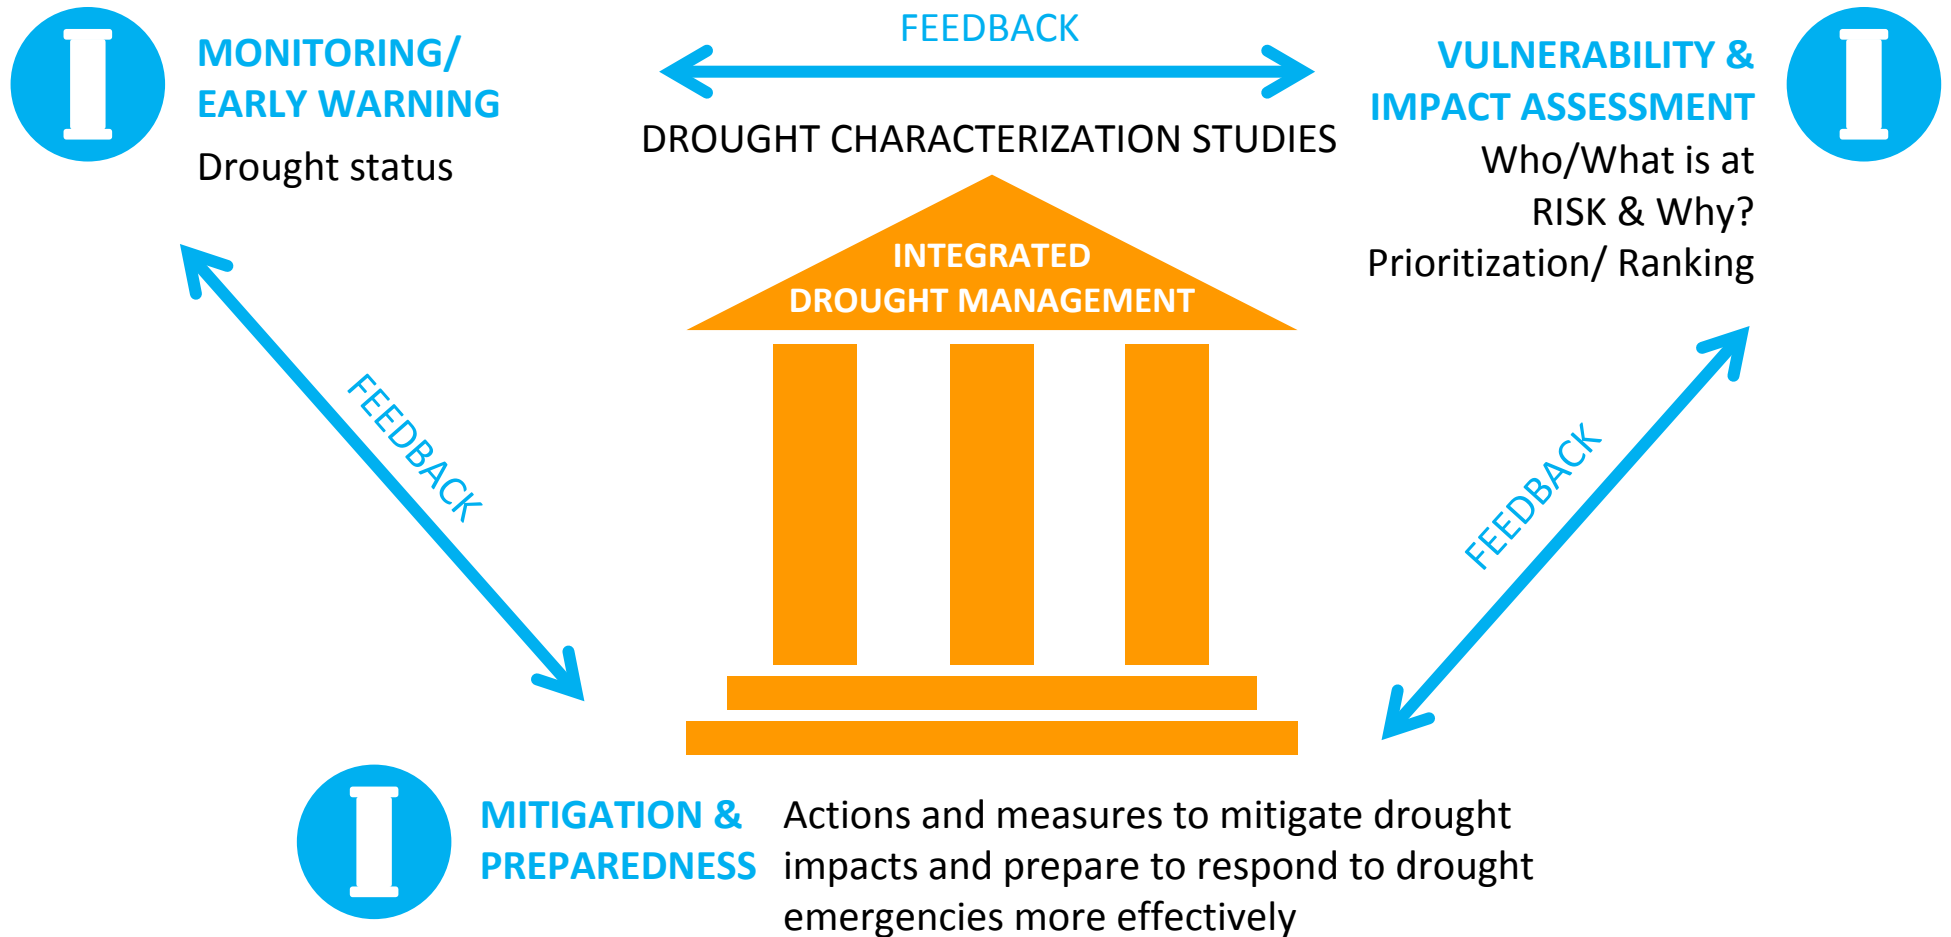 MONITORING/
EARLY WARNING
Drought status
FEEDBACK
DROUGHT CHARACTERIZATION STUDIES
VULNERABILITY &
IMPACT ASSESSMENT
Who/What is at
RISK & Why?
Prioritization/ Ranking
INTEGRATED
DROUGHT MANAGEMENT
FEEDBACK
FEEDBACK
MITIGATION &
PREPAREDNESS
Actions and measures to mitigate drought
impacts and prepare to respond to drought
emergencies more effectively